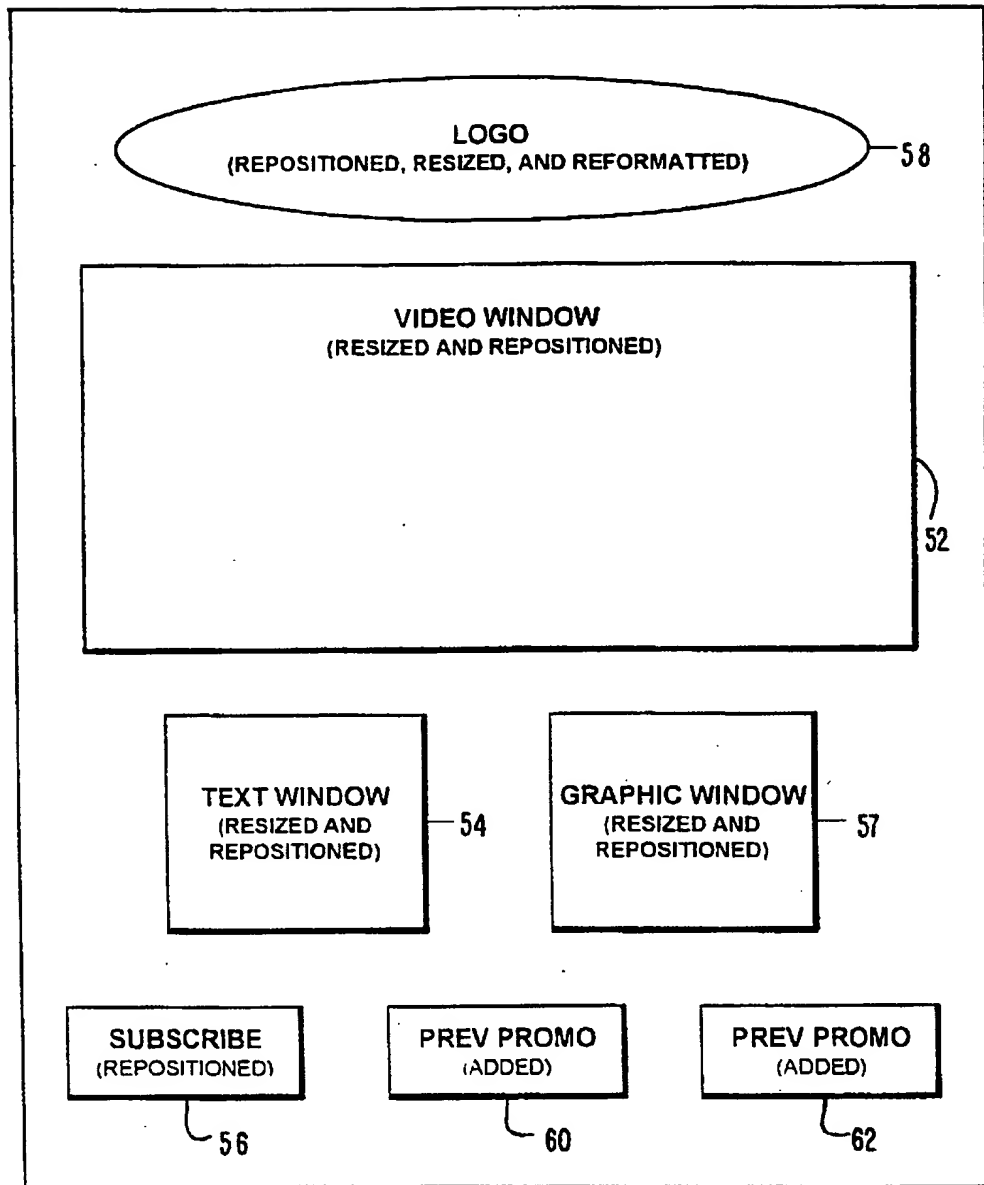 LOGO
(REPOSITIONED, RESIZED, AND REFORMATTED)
58
VIDEO WINDOW
(RESIZED AND REPOSITIONED)
52
TEXT WINDOW
(RESIZED AND
REPOSITIONED)
54
GRAPHIC WINDOW
(RESIZED AND
REPOSITIONED)
57
SUBSCRIBE
(REPOSITIONED)
56
PREV PROMO
(ADDED)
60
PREV PROMO
(ADDED)
62